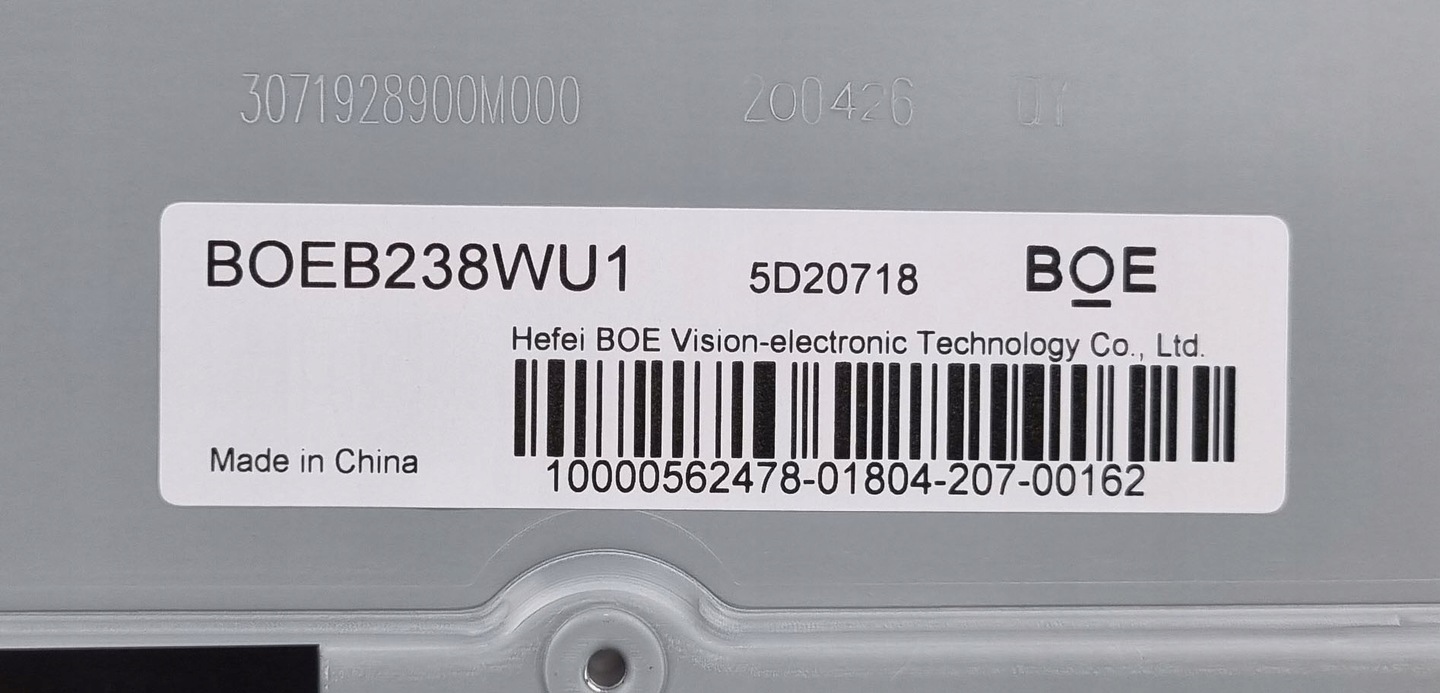 3071928900M000 200426
BOEB238WU1 5D20718 BOE
Hefei BOE Vision-electronic Technology Co., Ltd.
Made in China
10000562478-01804-207-00162